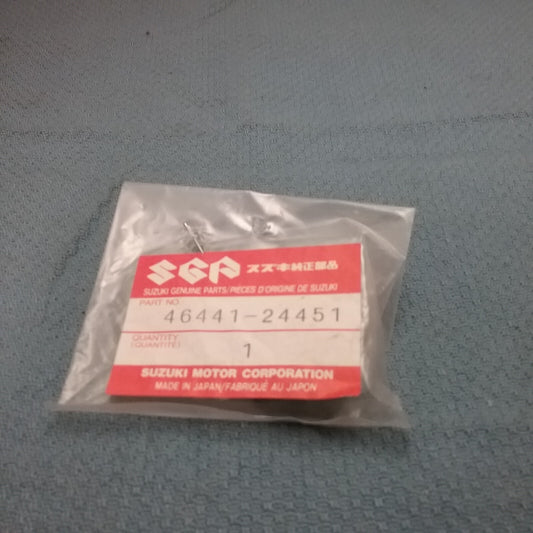 SGP スズキ純正部品
SUZUKI GENUINE PARTS/PIECES D'ORIGINE DE SUZUKI
PART NO.
46441-24451
QUANTITY
(QUANTITÉ)
1
SUZUKI MOTOR CORPORATION
MADE IN JAPAN/FABRIQUÉ AU JAPON